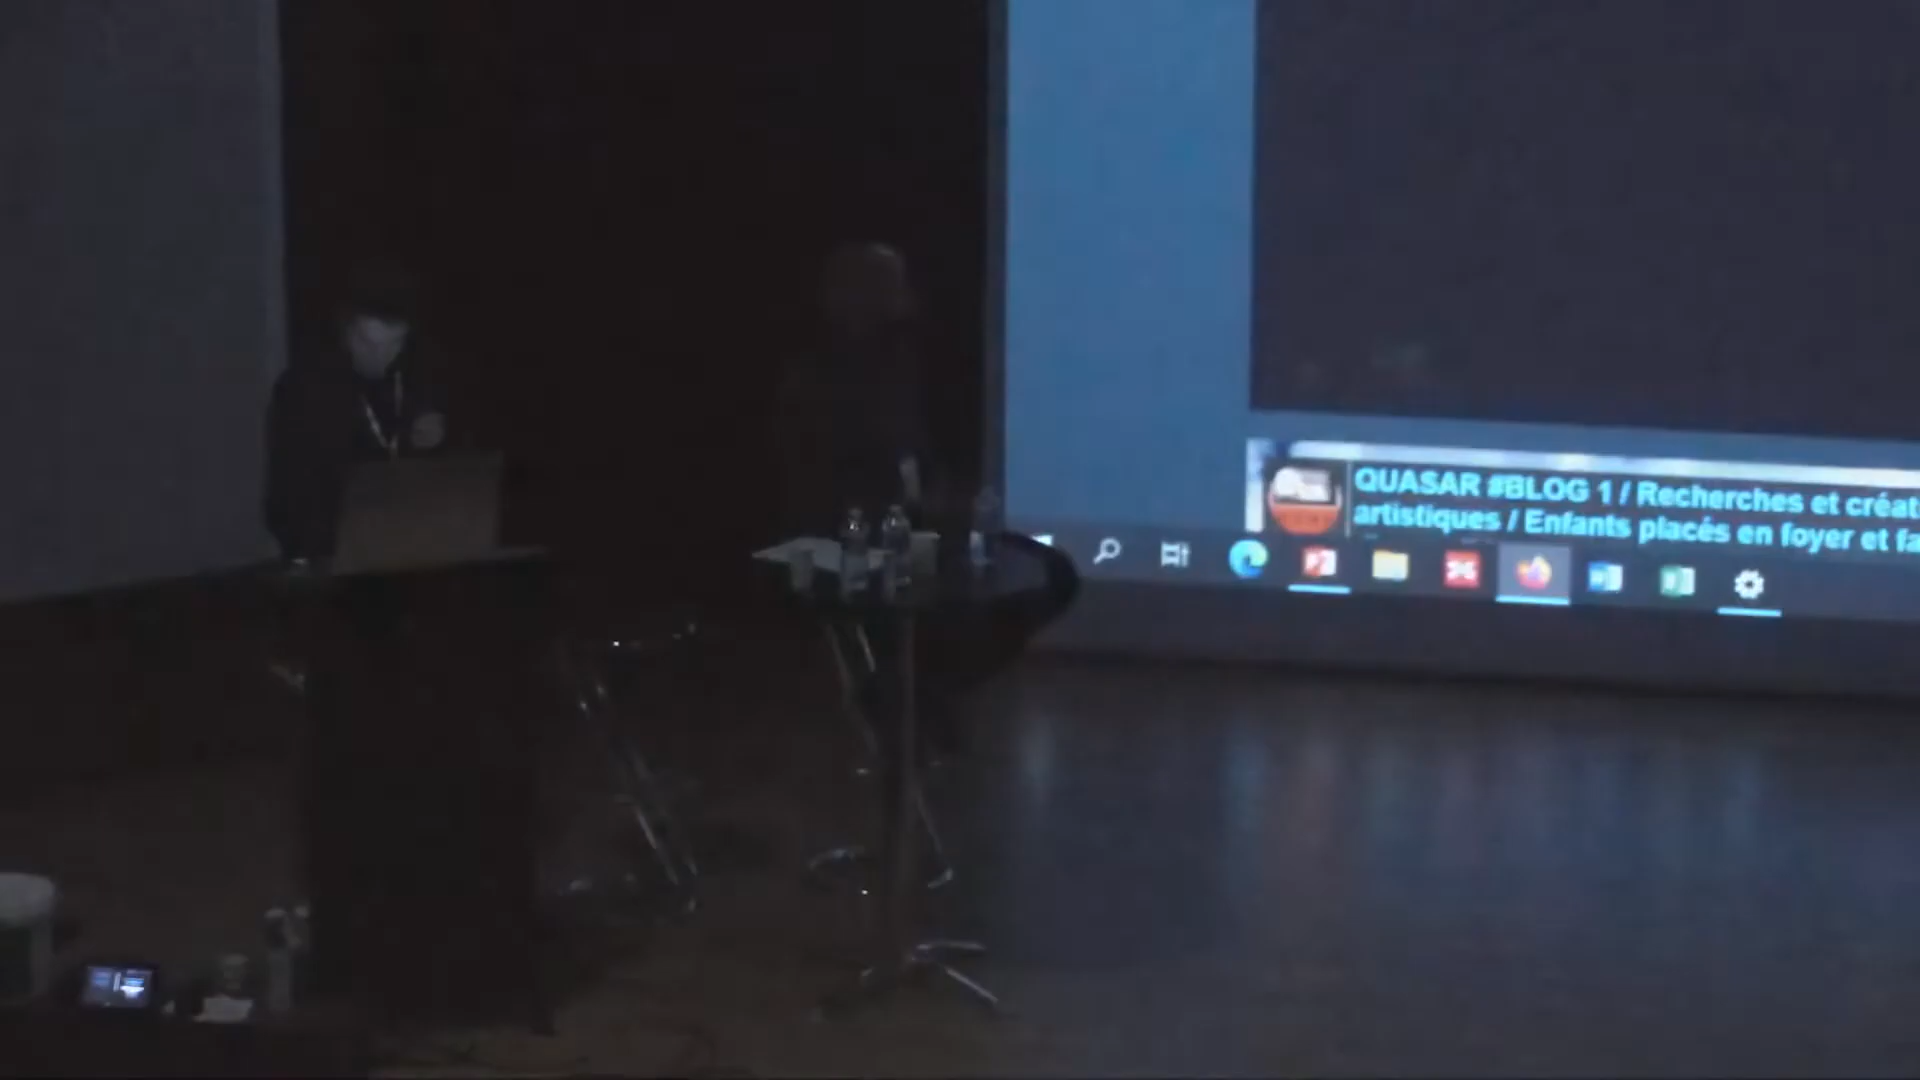 QUASAR #BLOG 1 / Recherches et créat
artistiques / Enfants placés en foyer et fa